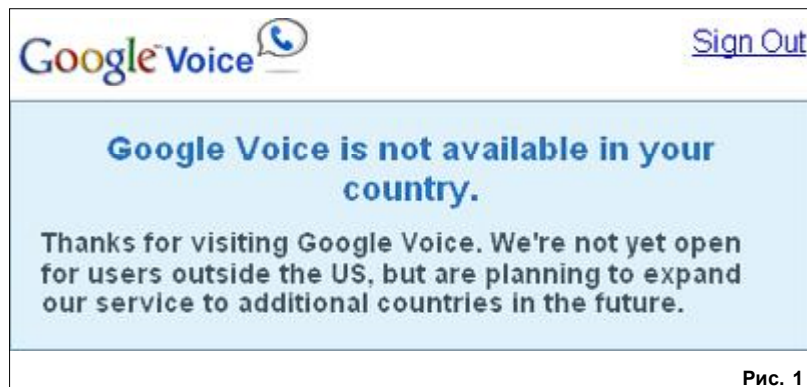 Google Voice
Sign Out
Google Voice is not available in your
country.
Thanks for visiting Google Voice. We're not yet open
for users outside the US, but are planning to expand
our service to additional countries in the future.
Рис. 1